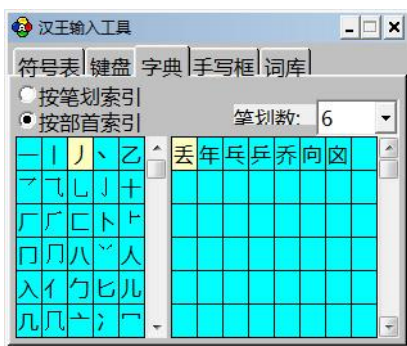 汉王输入工具
符号表 键盘 字典 手写框 词库
按笔划索引
按部首索引 笔划数: 6
一 丨 丿 丶 乙 丢 年 乓 乒 乔 向 囟
乛 ⺄ 乚 亅 十
厂 ⺁ 匚 卜 ⺊
冂 ⺆ 八 丷 人
入 亻 勹 匕 儿
几 𠘨 亠 冫 冖